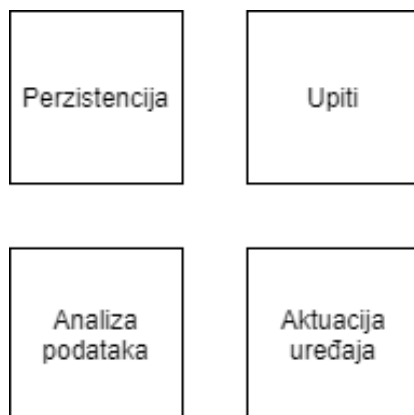 Perzistencija
Upiti
Analiza
podataka
Aktuacija
uređaja